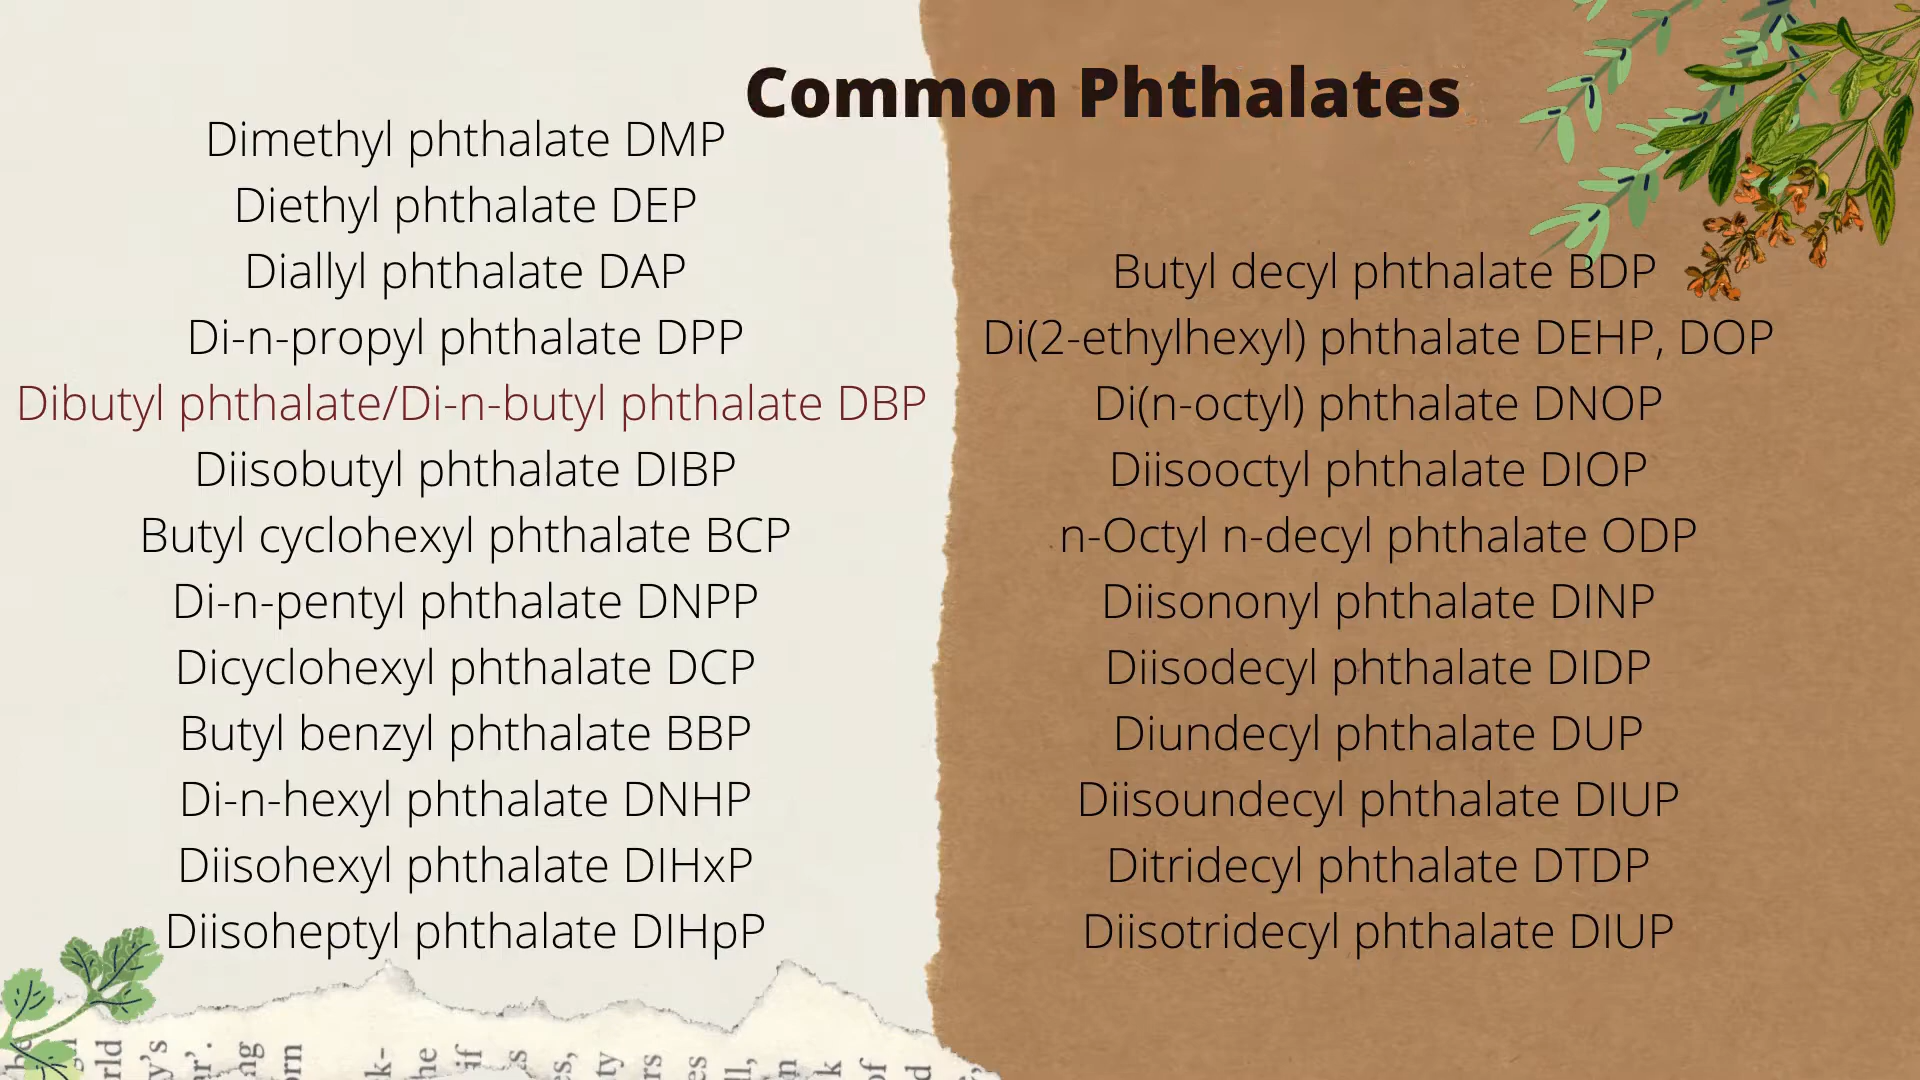 Common Phthalates
Dimethyl phthalate DMP
Diethyl phthalate DEP
Diallyl phthalate DAP
Di-n-propyl phthalate DPP
Dibutyl phthalate/Di-n-butyl phthalate DBP
Diisobutyl phthalate DIBP
Butyl cyclohexyl phthalate BCP
Di-n-pentyl phthalate DNPP
Dicyclohexyl phthalate DCP
Butyl benzyl phthalate BBP
Di-n-hexyl phthalate DNHP
Diisohexyl phthalate DIHxP
Diisoheptyl phthalate DIHpP
Butyl decyl phthalate BDP
Di(2-ethylhexyl) phthalate DEHP, DOP
Di(n-octyl) phthalate DNOP
Diisooctyl phthalate DIOP
n-Octyl n-decyl phthalate ODP
Diisononyl phthalate DINP
Diisodecyl phthalate DIDP
Diundecyl phthalate DUP
Diisoundecyl phthalate DIUP
Ditridecyl phthalate DTDP
Diisotridecyl phthalate DIUP